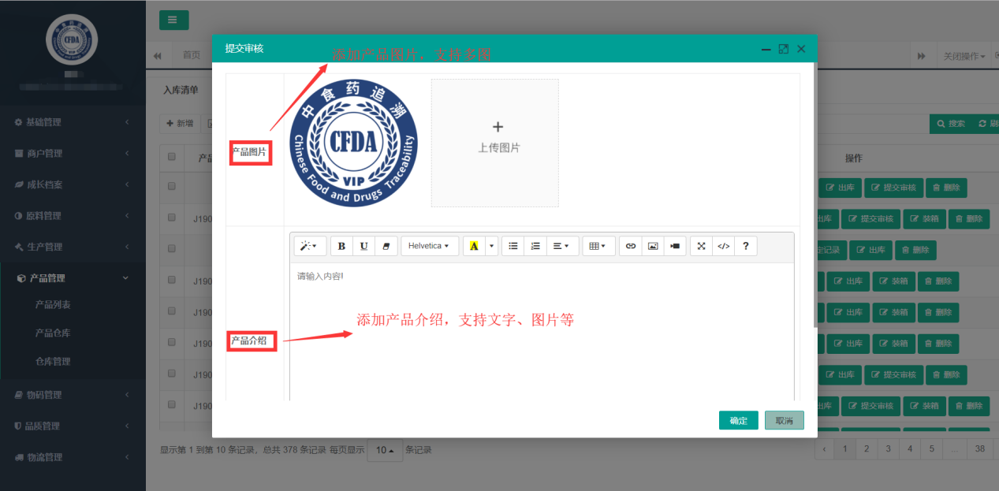 CFDA
VIP
基础管理
商户管理
成长档案
原料管理
生产管理
产品管理
产品列表
产品仓库
仓库管理
物码管理
品质管理
物流管理
首页
关闭操作
入库清单
新增
搜索
操作
提交审核
添加产品图片，支持多图
产品图片
中食药追溯
CFDA
VIP
Chinese Food and Drugs Traceability
+
上传图片
B U Helvetica A </> ?
请输入内容!
添加产品介绍，支持文字、图片等
产品介绍
确定 取消
出库 提交审核 删除
J190 出库 提交审核 装箱 删除
出库 删除
J190 出库 装箱 删除
J190 出库 装箱 删除
J190 出库 装箱 删除
J190 出库 提交审核 删除
J190 出库 提交审核 装箱 删除
显示第 1 到第 10 条记录，总共 378 条记录 每页显示 10 条记录
‹ 1 2 3 4 5 ... 38